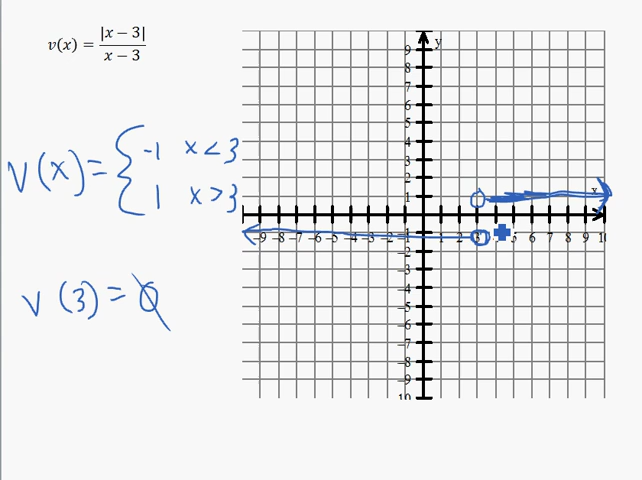 v(x) = |x − 3| / (x − 3)
V(x) = { -1 x < 3
1 x > 3
V(3) = Ø
y
9
8
7
6
5
4
3
2
1
x
-9 -8 -7 -6 -5 -4 -3 -2 -1 1 2 3 4 5 6 7 8 9 10
-1
-2
-3
-4
-5
-6
-7
-8
-9
10